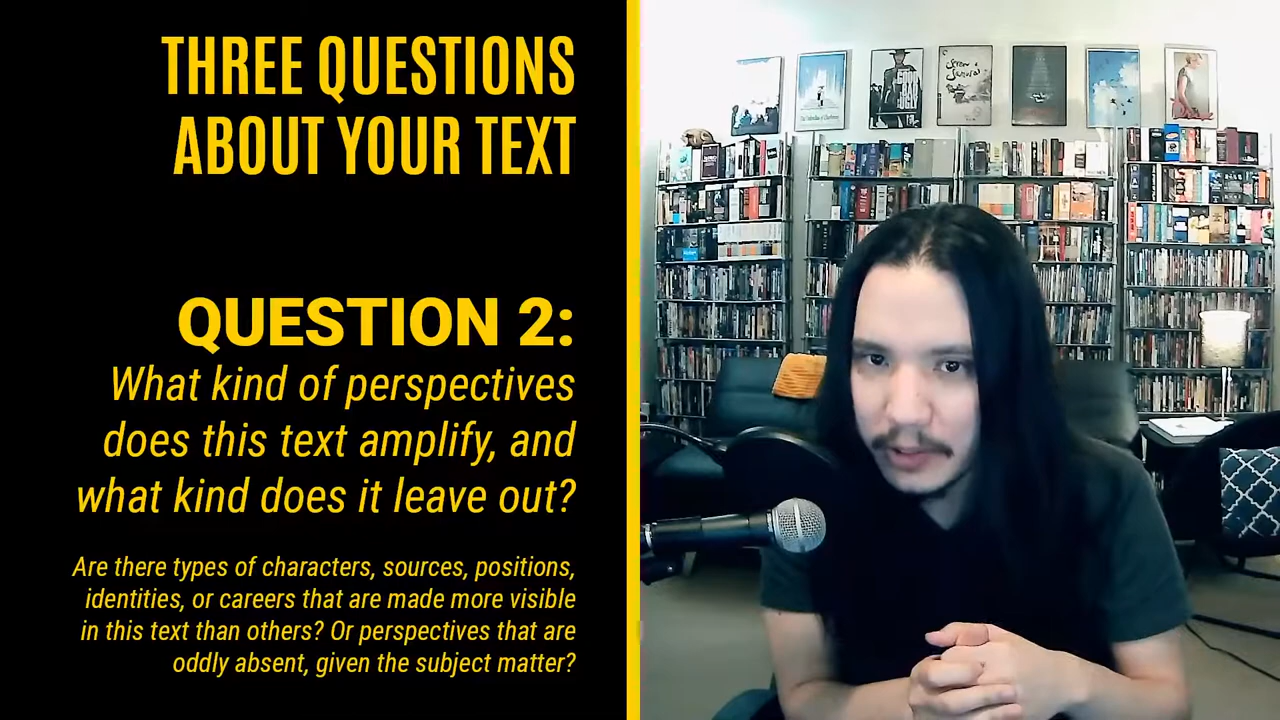 THREE QUESTIONS
ABOUT YOUR TEXT
QUESTION 2:
What kind of perspectives
does this text amplify, and
what kind does it leave out?
Are there types of characters, sources, positions,
identities, or careers that are made more visible
in this text than others? Or perspectives that are
oddly absent, given the subject matter?